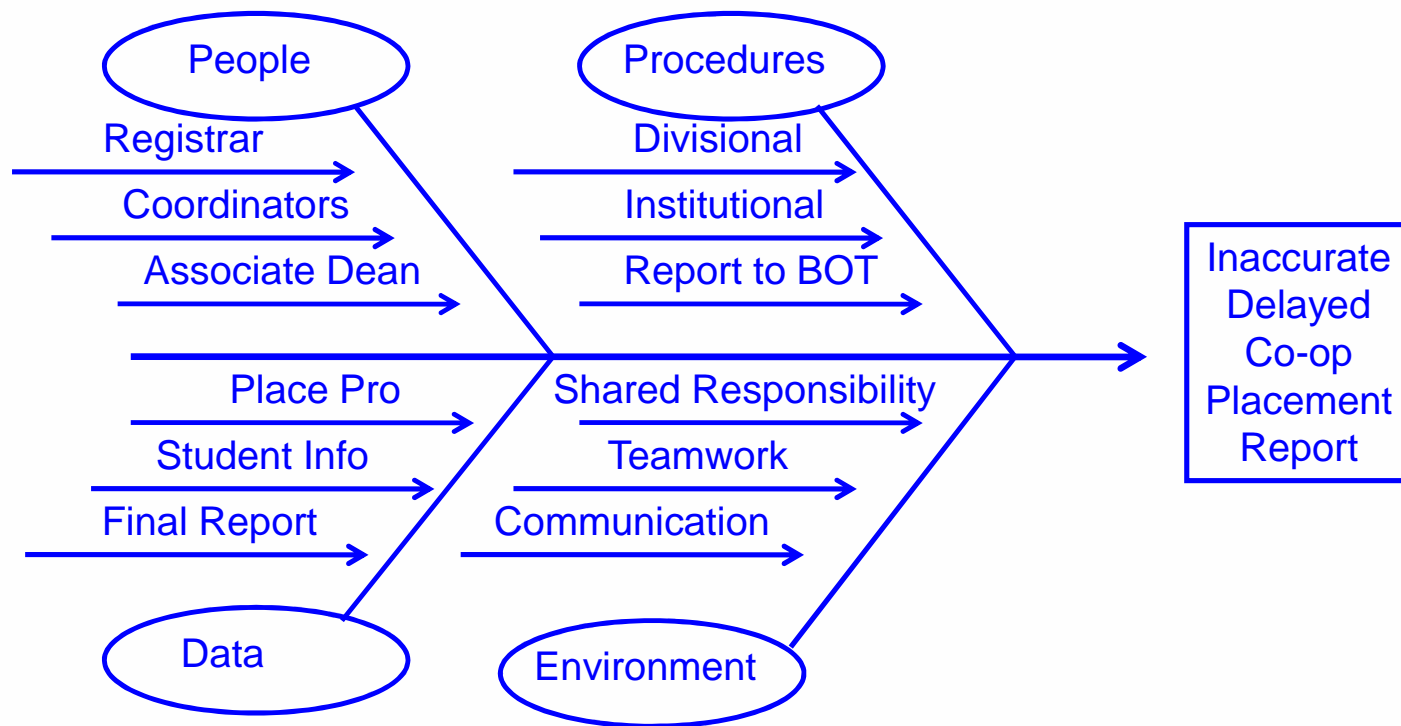 People
Procedures
Registrar
Divisional
Coordinators
Institutional
Associate Dean
Report to BOT
Inaccurate
Delayed
Co-op
Placement
Report
Place Pro
Shared Responsibility
Student Info
Teamwork
Final Report
Communication
Data
Environment